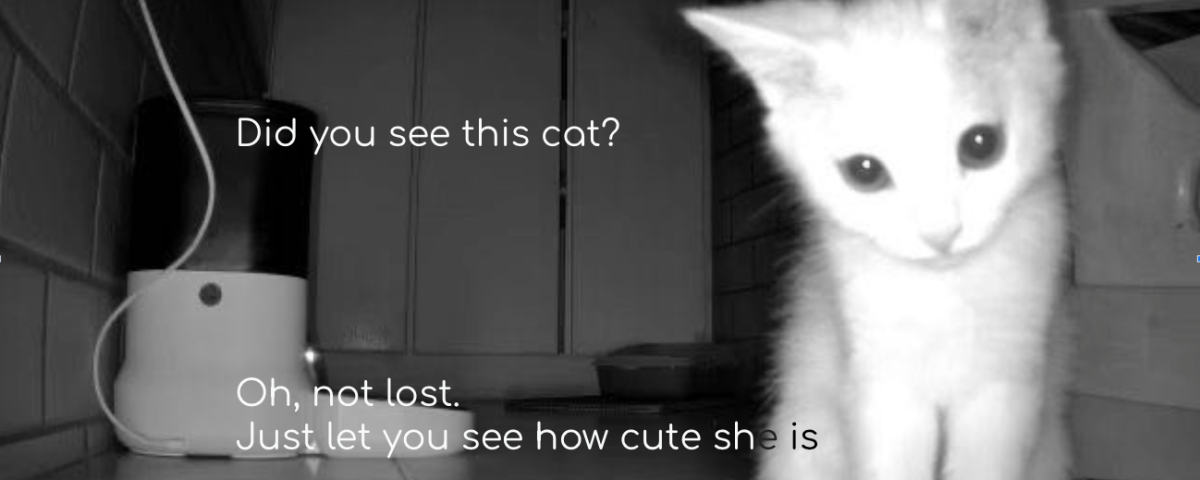 Did you see this cat?
Oh, not lost.
Just let you see how cute she is